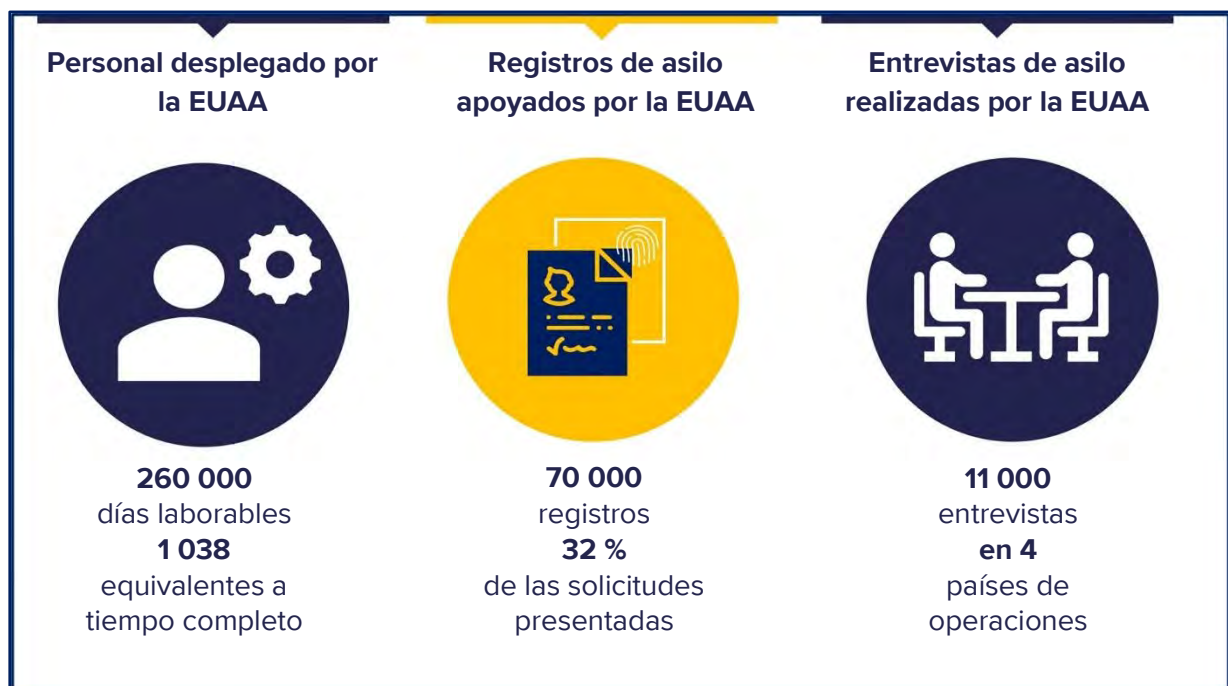 Personal desplegado por
la EUAA
260 000
días laborables
1 038
equivalentes a
tiempo completo
Registros de asilo
apoyados por la EUAA
70 000
registros
32 %
de las solicitudes
presentadas
Entrevistas de asilo
realizadas por la EUAA
11 000
entrevistas
en 4
países de
operaciones